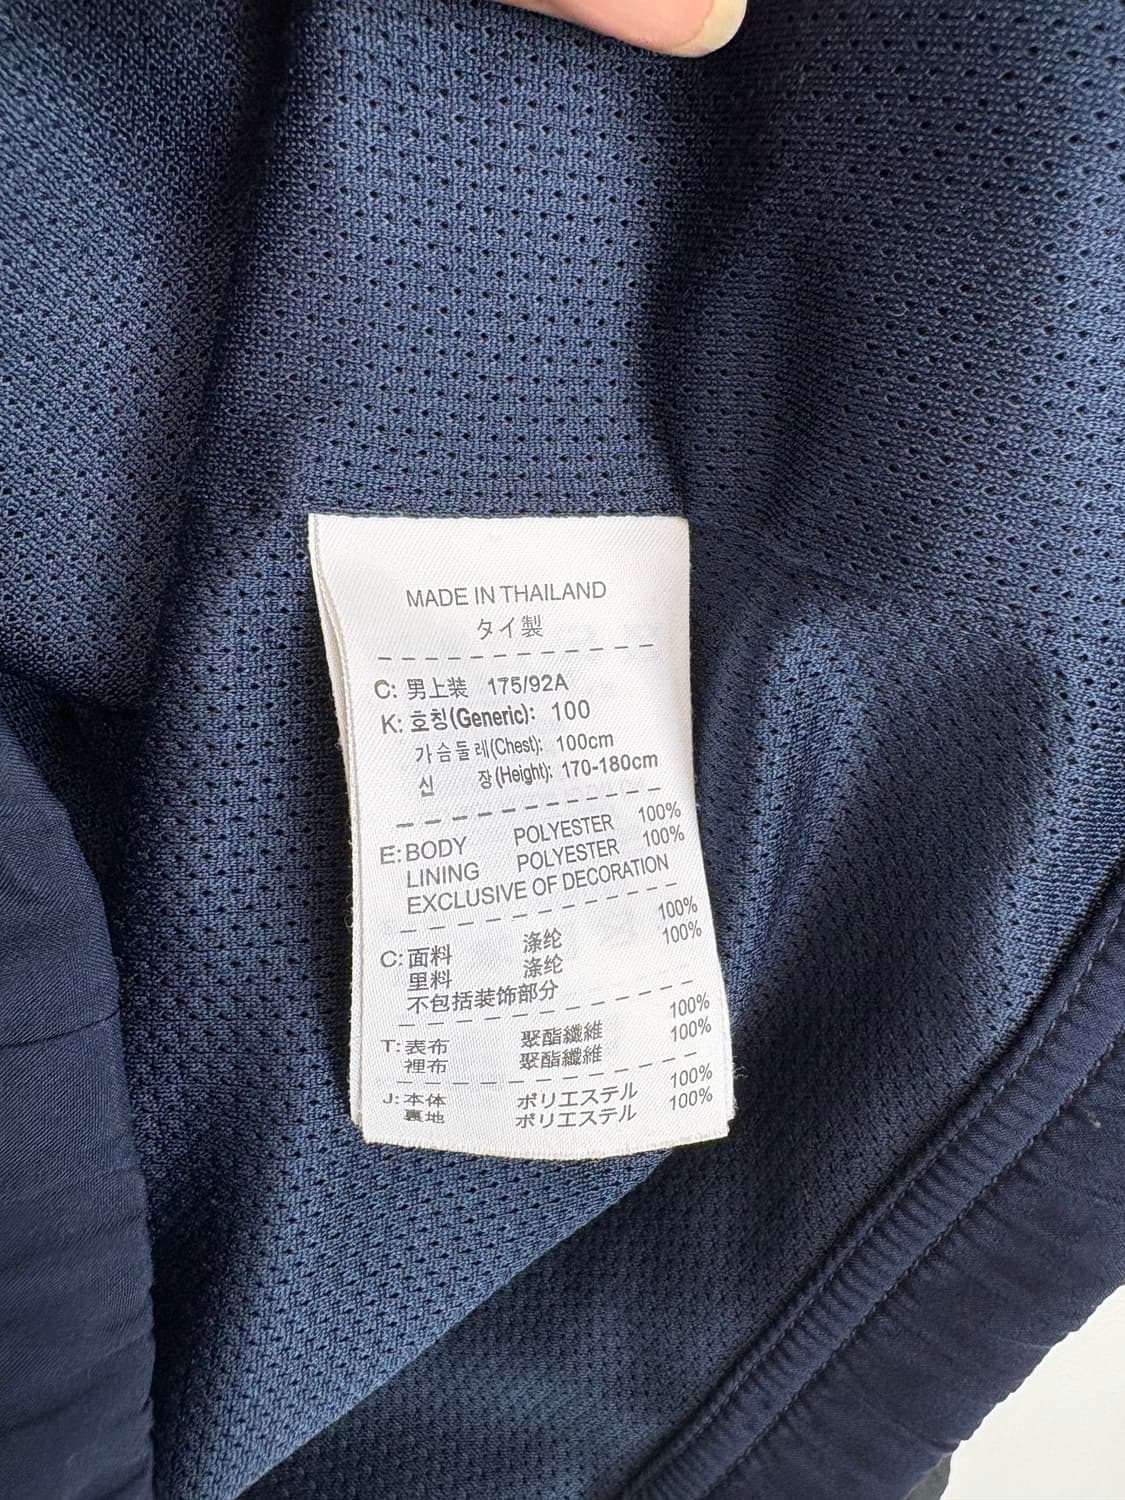 MADE IN THAILAND
タイ製
C: 男上装 175/92A
K: 호칭(Generic): 100
가슴둘레(Chest): 100cm
신 장(Height): 170-180cm
E: BODY POLYESTER 100%
LINING POLYESTER 100%
EXCLUSIVE OF DECORATION
C: 面料 涤纶 100%
里料 涤纶 100%
不包括装饰部分
T: 表布 聚酯纖維 100%
裡布 聚酯纖維 100%
J: 本体 ポリエステル 100%
裏地 ポリエステル 100%